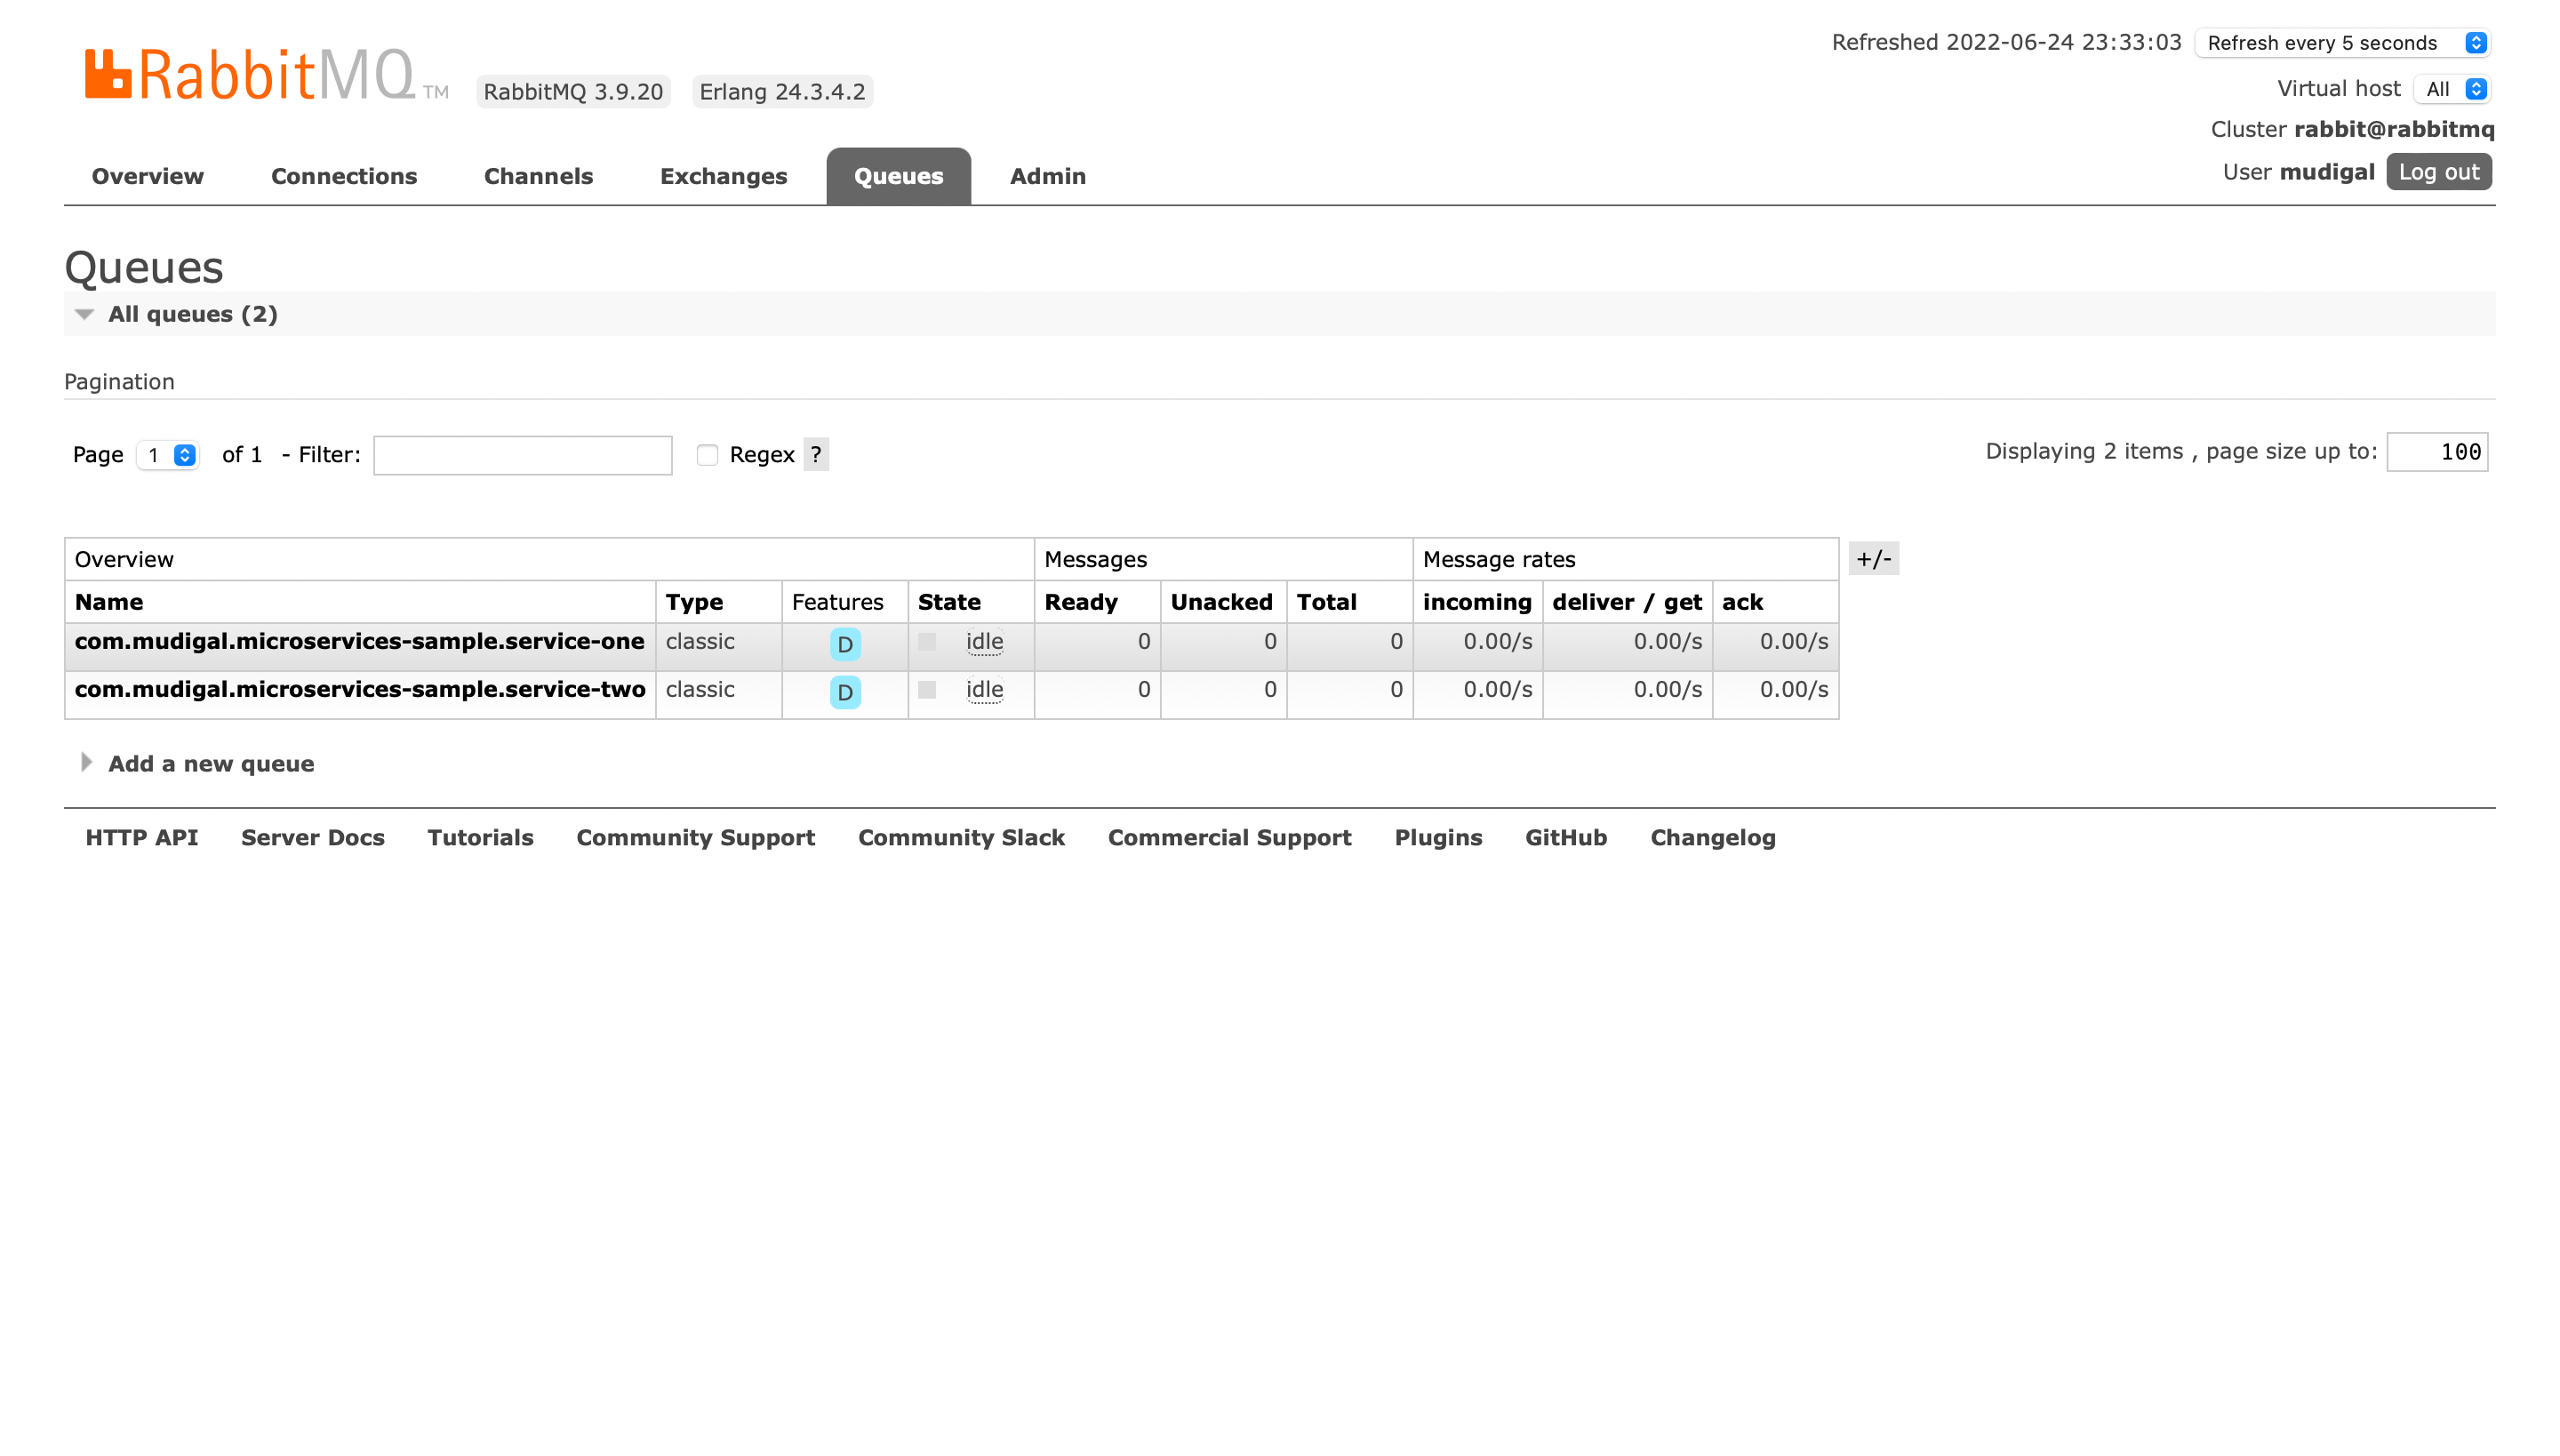 RabbitMQ TM RabbitMQ 3.9.20 Erlang 24.3.4.2
Refreshed 2022-06-24 23:33:03 Refresh every 5 seconds
Virtual host All
Cluster rabbit@rabbitmq
User mudigal Log out
Overview Connections Channels Exchanges Queues Admin
Queues
All queues (2)
Pagination
Page 1 of 1 - Filter: Regex ? Displaying 2 items , page size up to: 100
Overview Messages Message rates +/-
Name Type Features State Ready Unacked Total incoming deliver / get ack
com.mudigal.microservices-sample.service-one classic D idle 0 0 0 0.00/s 0.00/s 0.00/s
com.mudigal.microservices-sample.service-two classic D idle 0 0 0 0.00/s 0.00/s 0.00/s
Add a new queue
HTTP API Server Docs Tutorials Community Support Community Slack Commercial Support Plugins GitHub Changelog